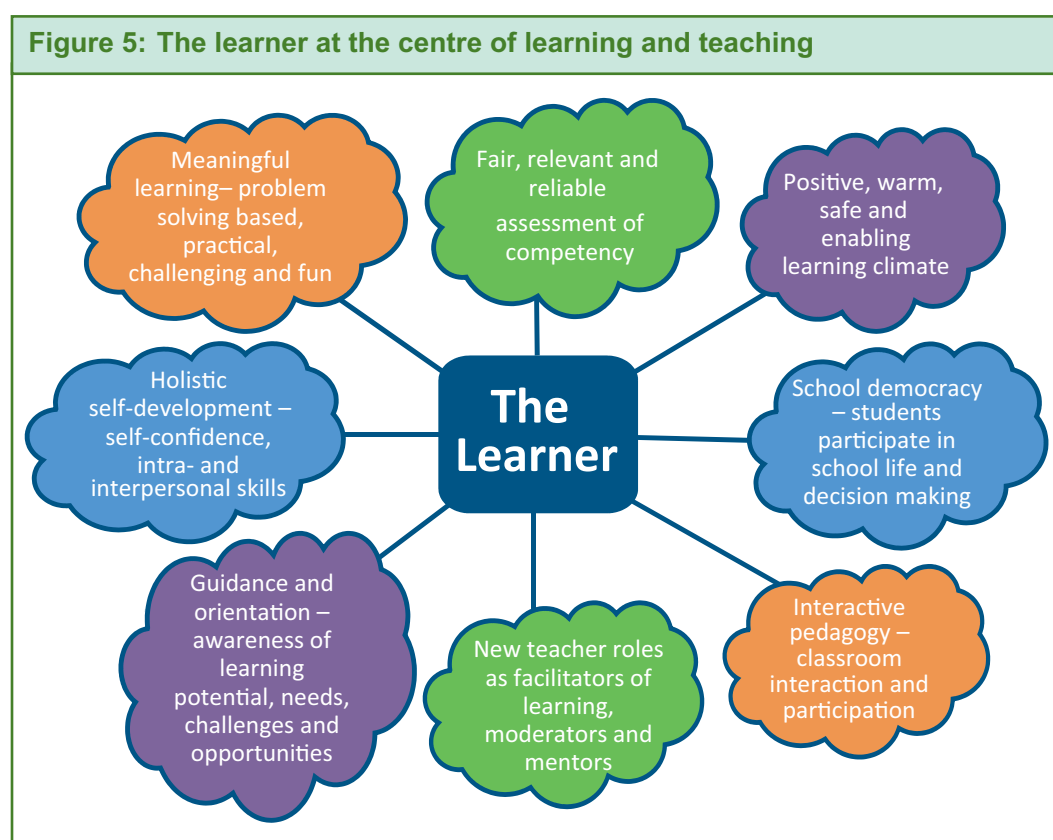 Figure 5: The learner at the centre of learning and teaching
Meaningful
learning– problem
solving based,
practical,
challenging and fun
Fair, relevant and
reliable
assessment of
competency
Positive, warm,
safe and
enabling
learning climate
Holistic
self-development –
self-confidence,
intra- and
interpersonal skills
The
Learner
School democracy
– students
participate in
school life and
decision making
Guidance and
orientation –
awareness of
learning
potential, needs,
challenges and
opportunities
New teacher roles
as facilitators of
learning,
moderators and
mentors
Interactive
pedagogy –
classroom
interaction and
participation